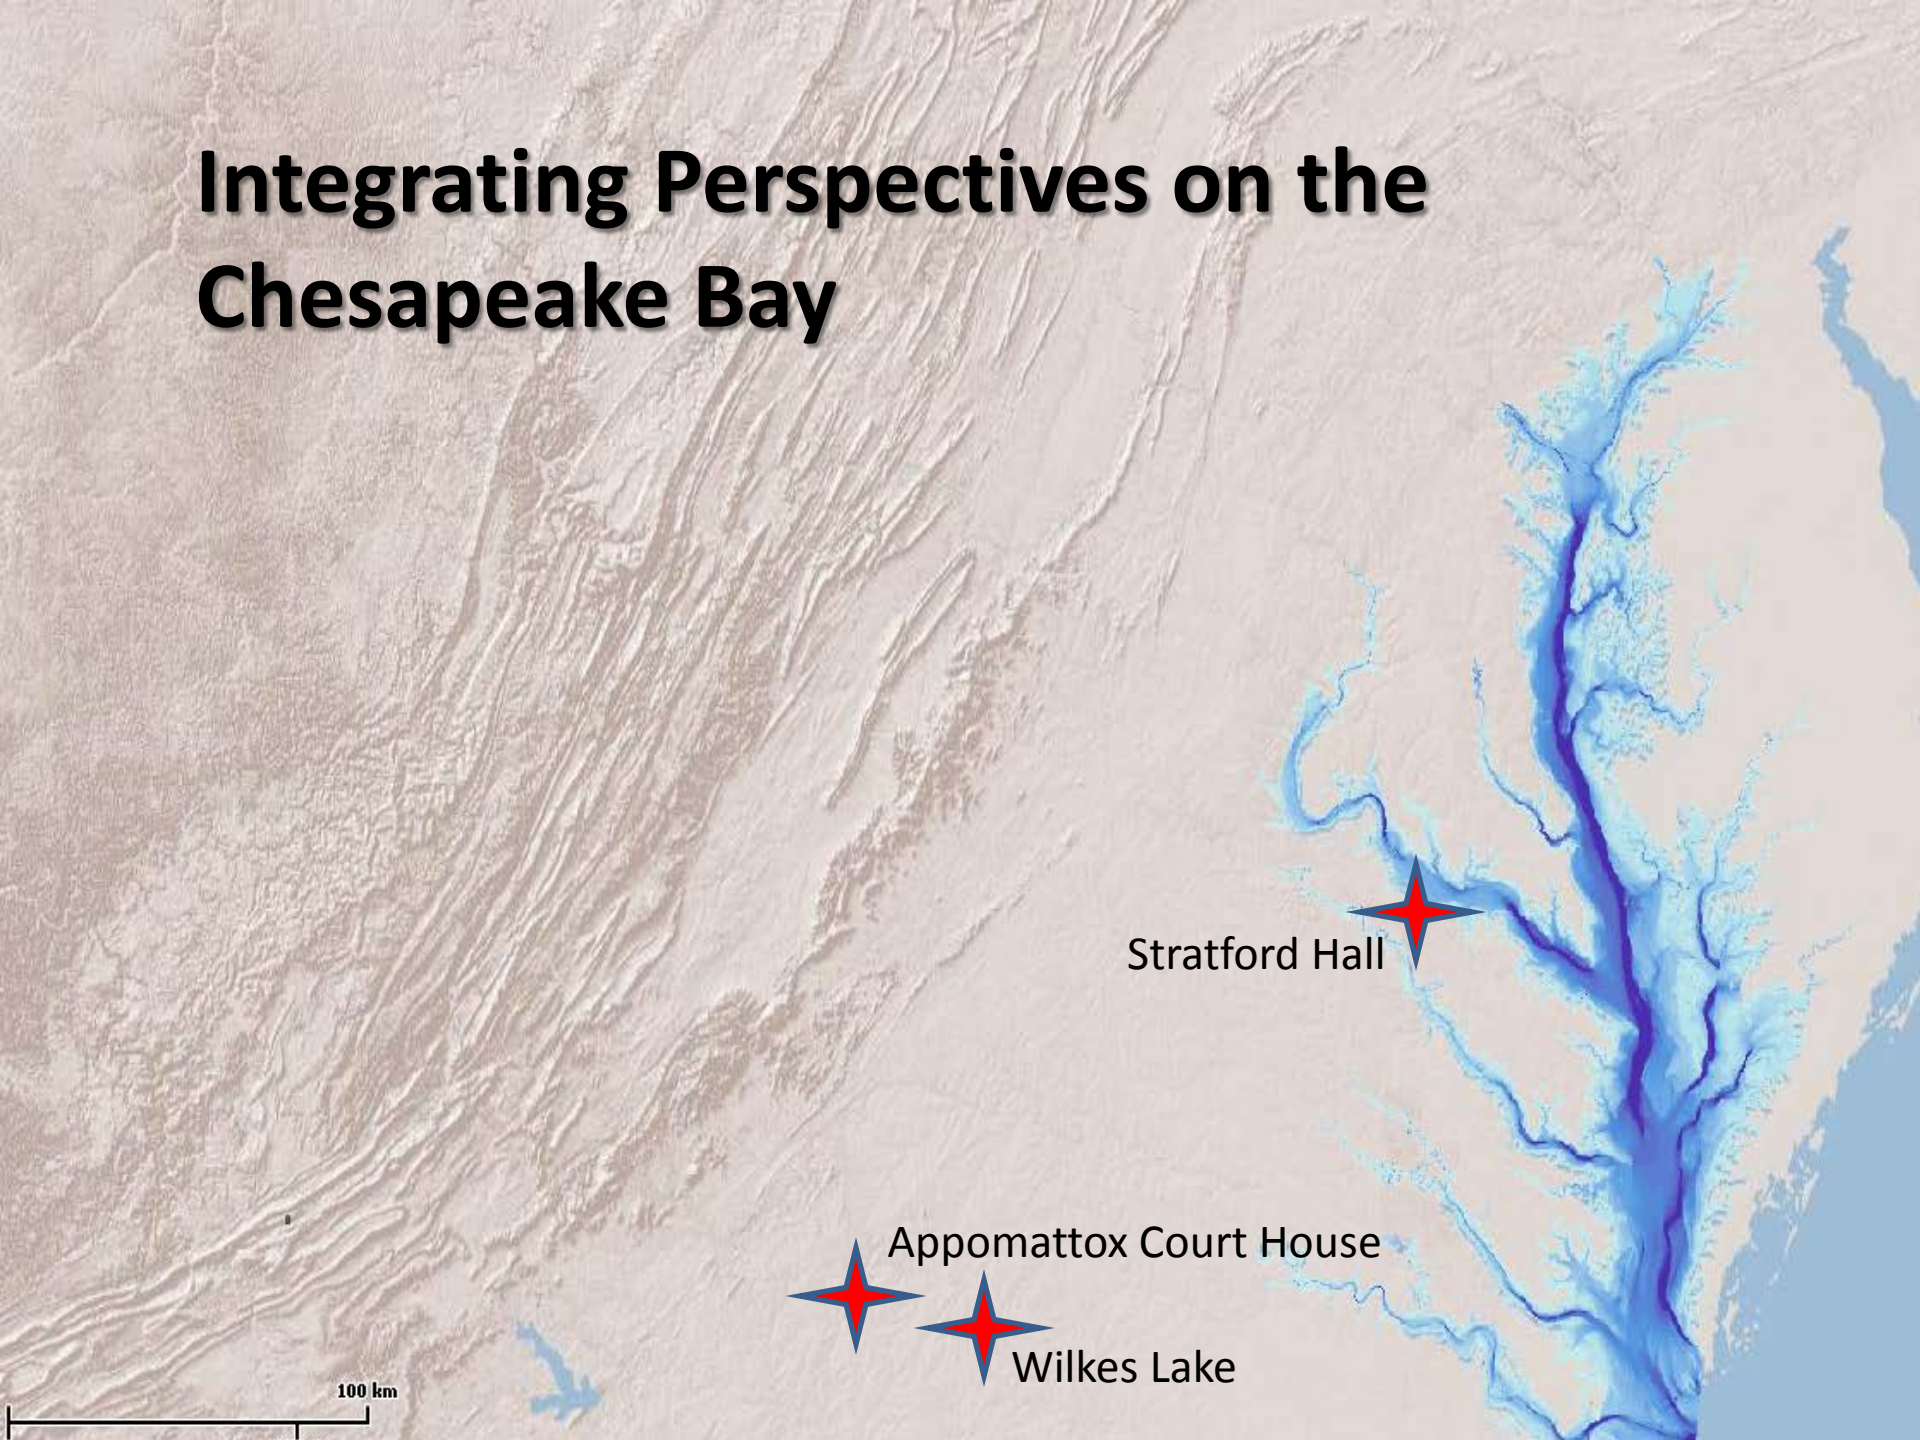 Integrating Perspectives on the
Chesapeake Bay
Stratford Hall
Appomattox Court House
Wilkes Lake
100 km